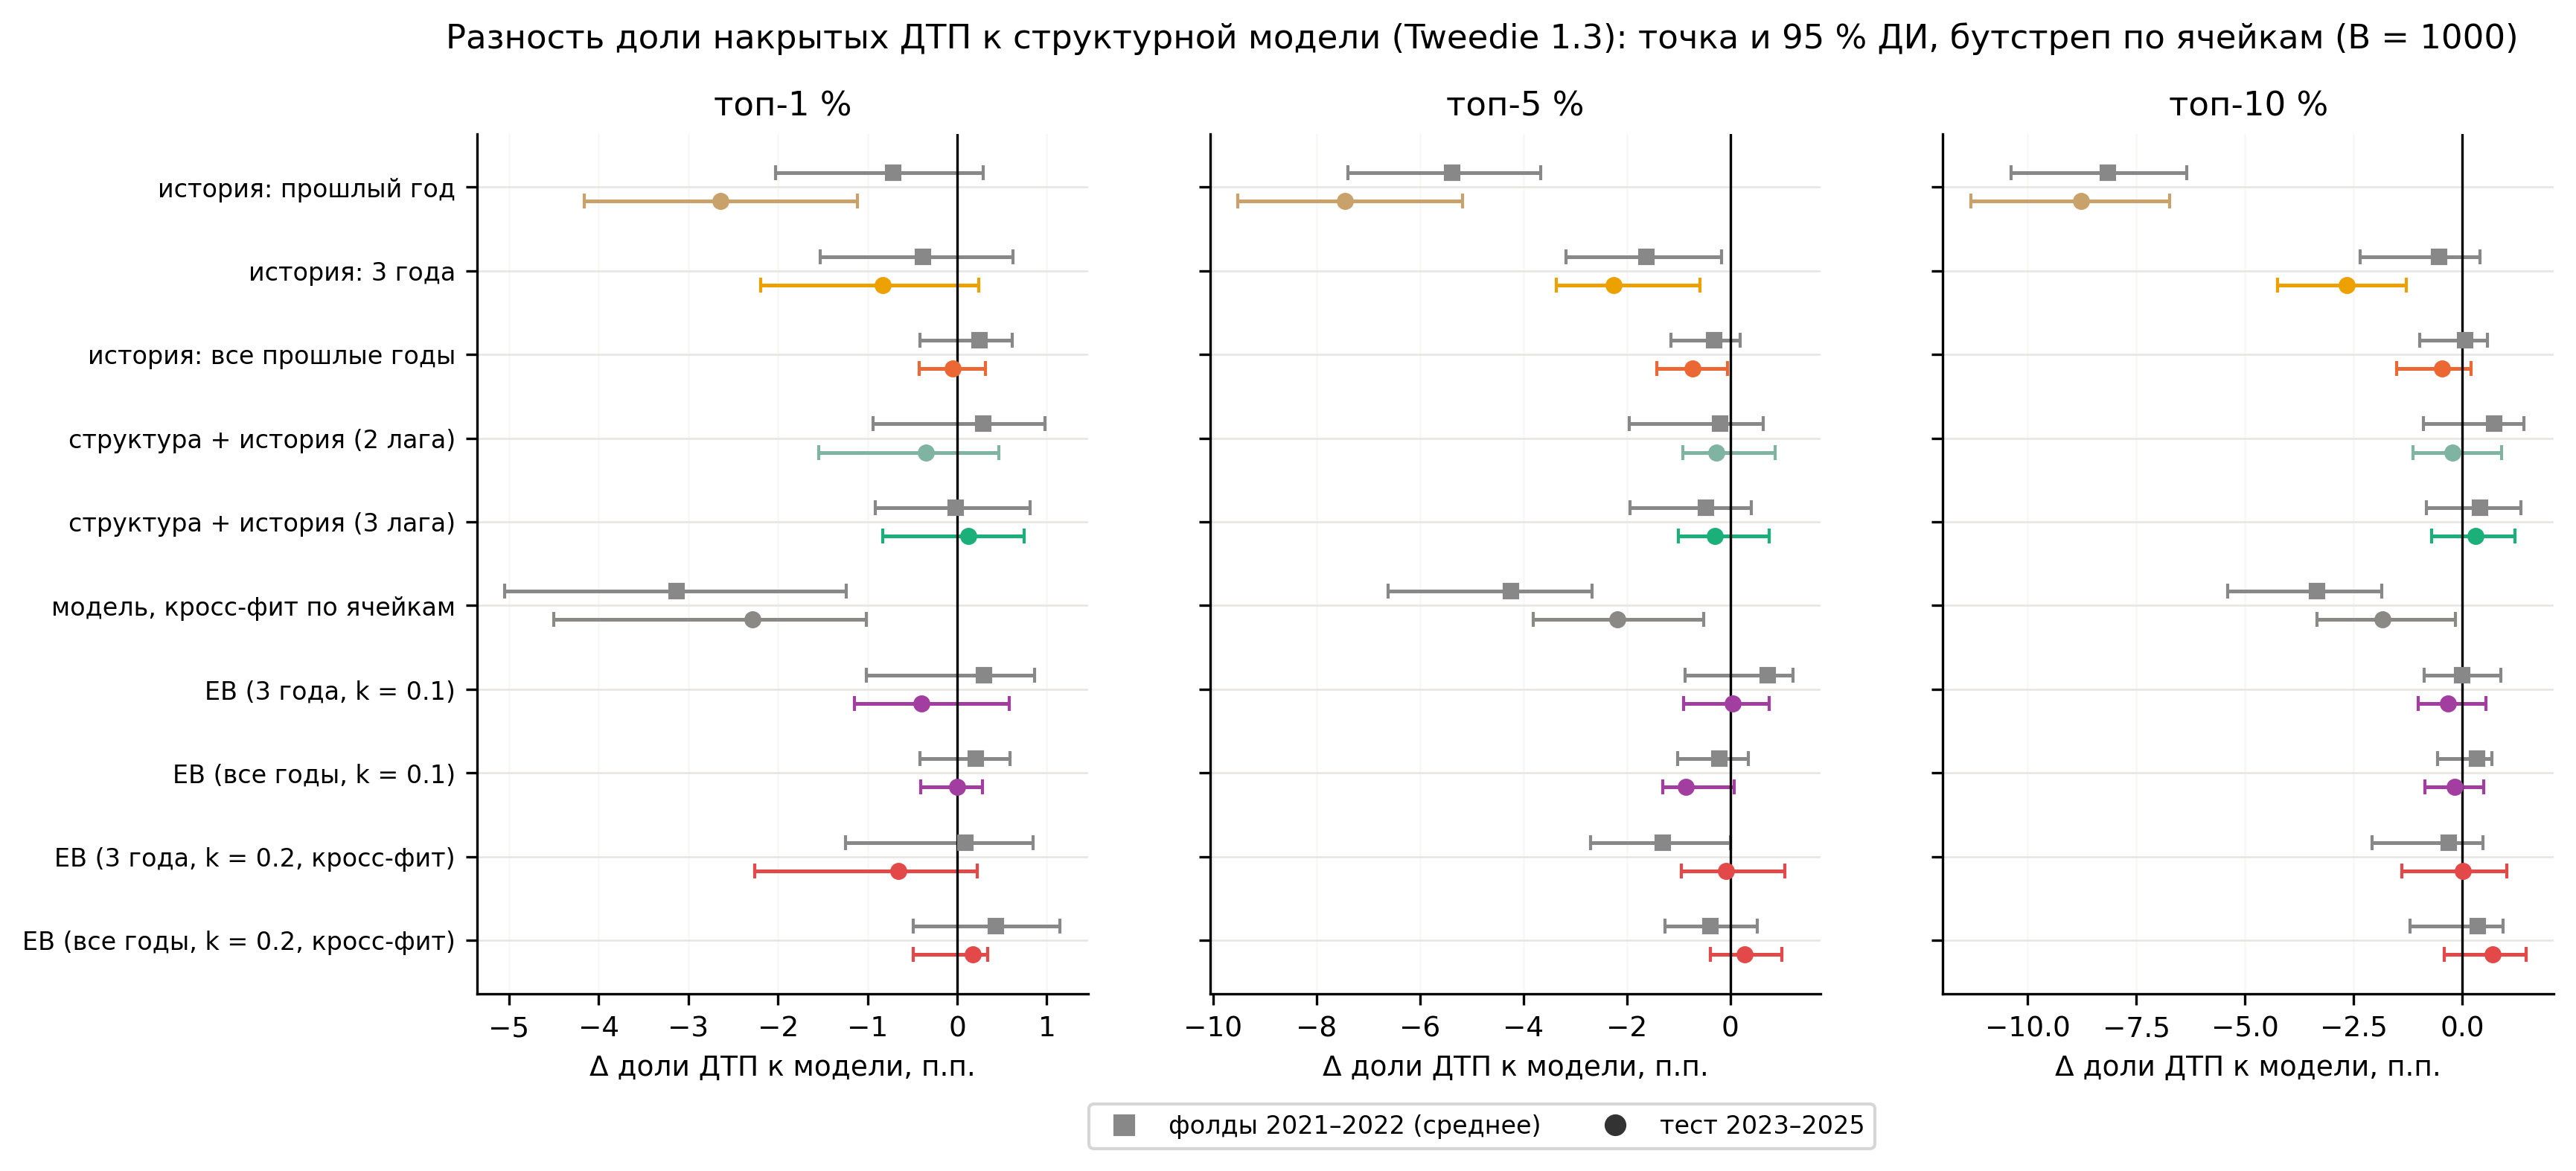 Разность доли накрытых ДТП к структурной модели (Tweedie 1.3): точка и 95 % ДИ, бутстреп по ячейкам (B = 1000)
топ-1 %
топ-5 %
топ-10 %
история: прошлый год
история: 3 года
история: все прошлые годы
структура + история (2 лага)
структура + история (3 лага)
модель, кросс-фит по ячейкам
EB (3 года, k = 0.1)
EB (все годы, k = 0.1)
EB (3 года, k = 0.2, кросс-фит)
EB (все годы, k = 0.2, кросс-фит)
−5 −4 −3 −2 −1 0 1
−10 −8 −6 −4 −2 0
−10.0 −7.5 −5.0 −2.5 0.0
Δ доли ДТП к модели, п.п.
Δ доли ДТП к модели, п.п.
Δ доли ДТП к модели, п.п.
фолды 2021–2022 (среднее)
тест 2023–2025